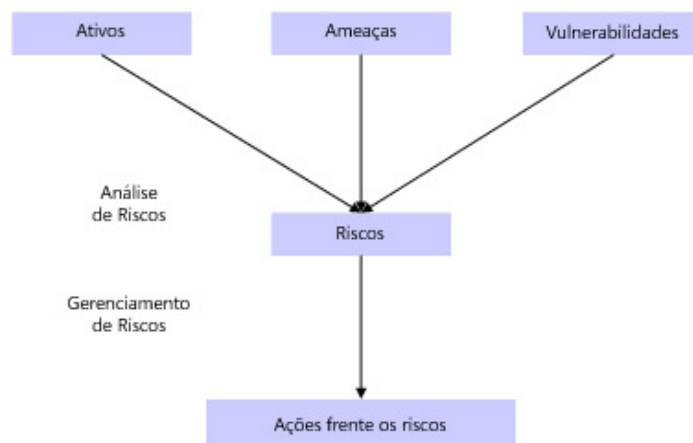 Ativos
Ameaças
Vulnerabilidades
Análise
de Riscos
Riscos
Gerenciamento
de Riscos
Ações frente os riscos